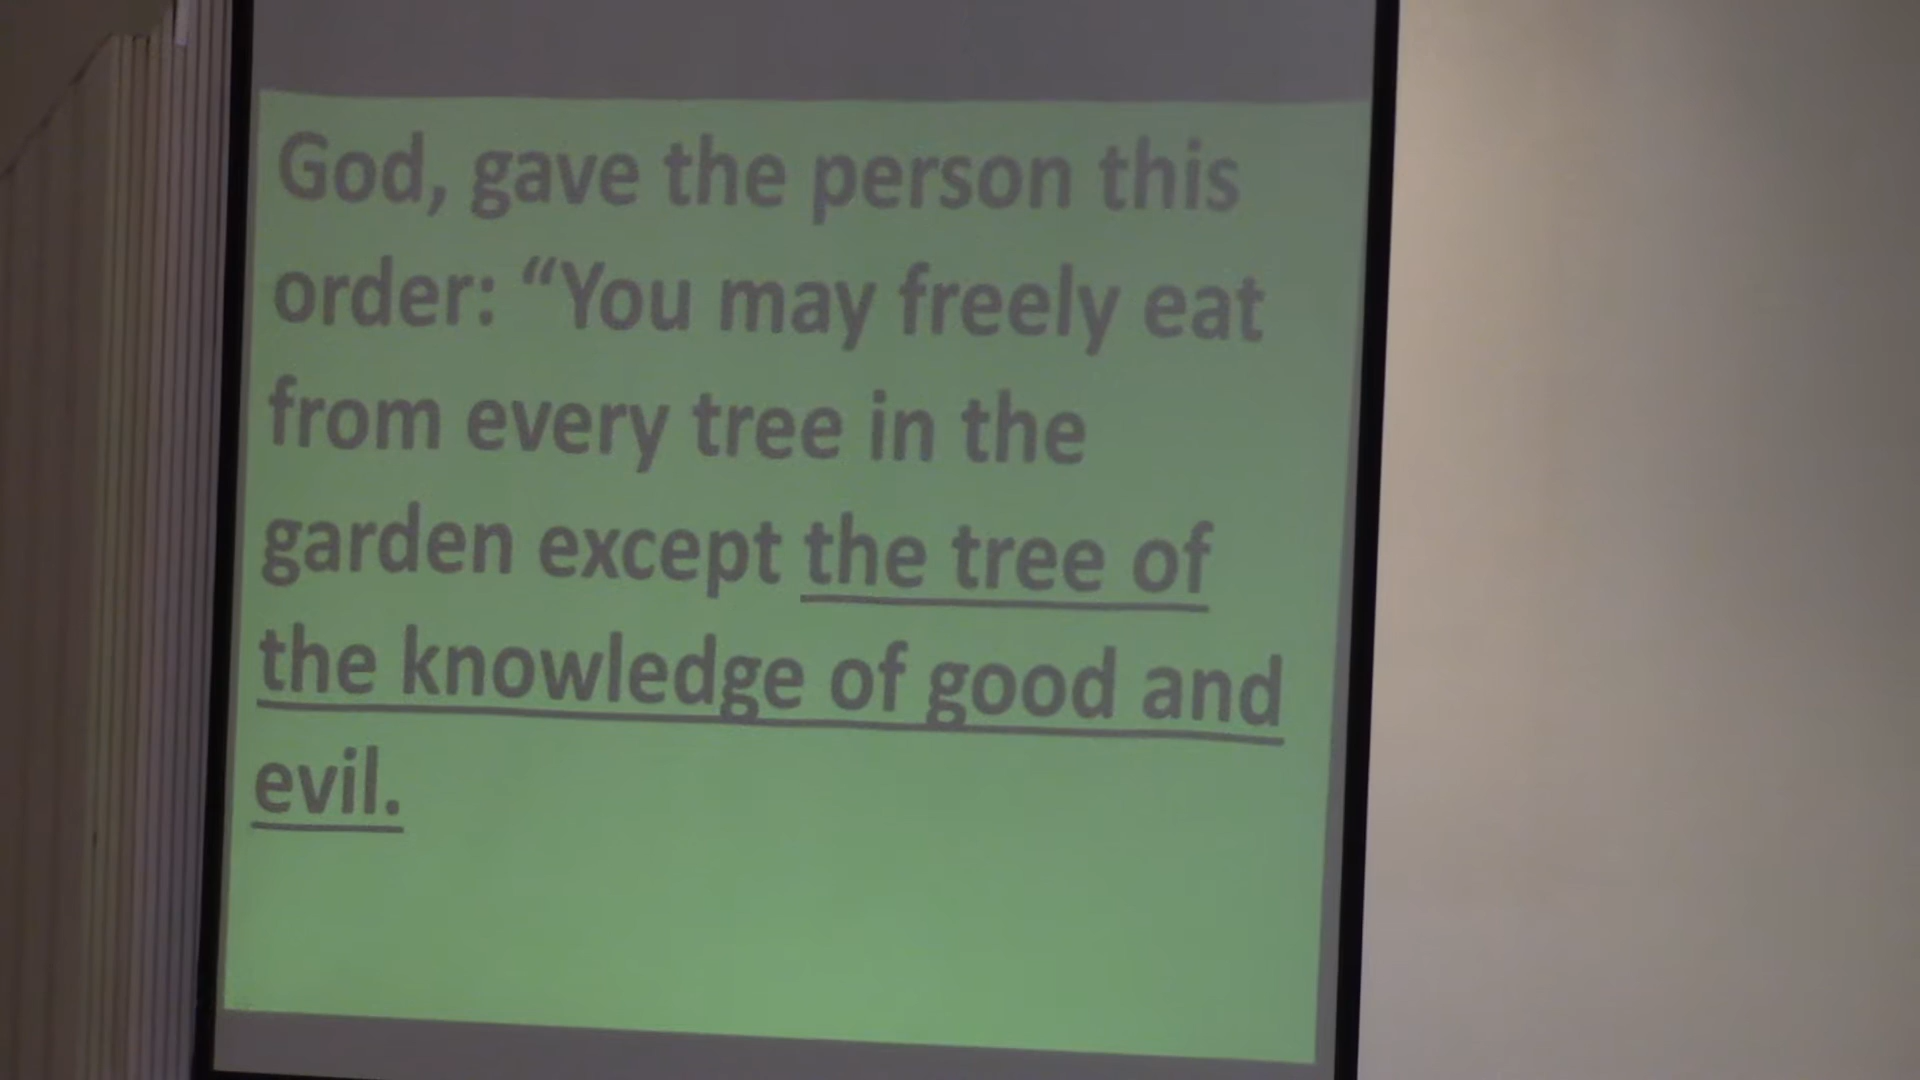 God, gave the person this
order: “You may freely eat
from every tree in the
garden except the tree of
the knowledge of good and
evil.